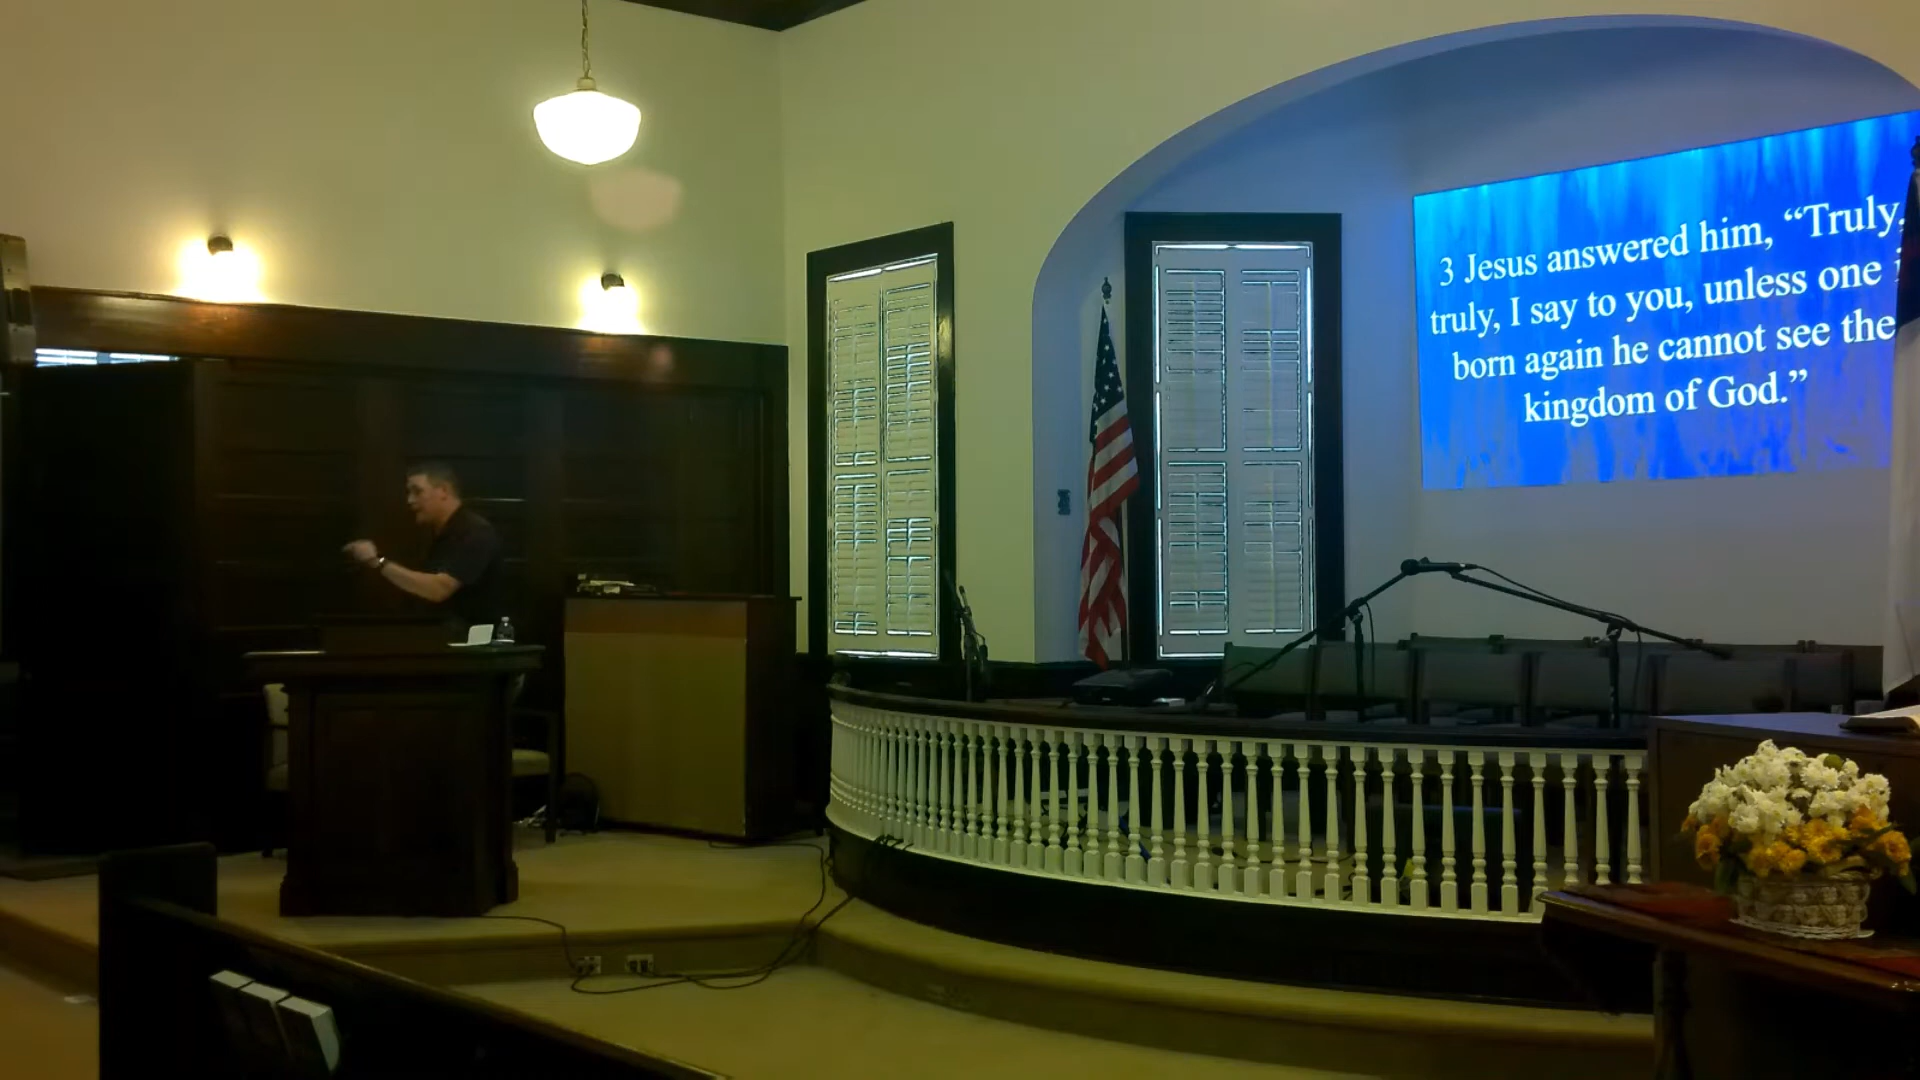 3 Jesus answered him, “Truly,
truly, I say to you, unless one
born again he cannot see the
kingdom of God.”